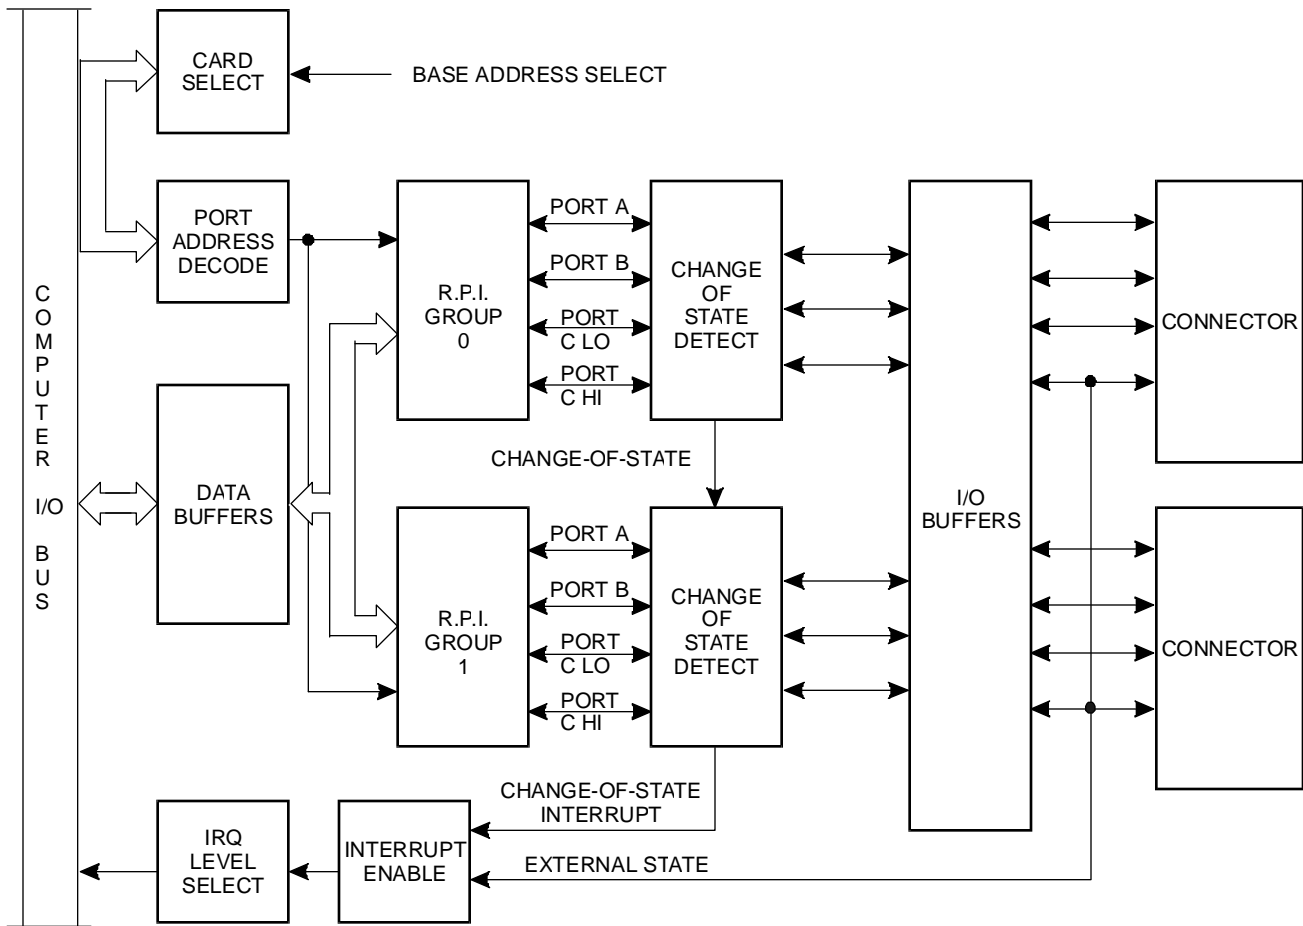 CARD
SELECT
BASE ADDRESS SELECT
PORT
ADDRESS
DECODE
COMPUTER I/O BUS
R.P.I.
GROUP
0
PORT A
PORT B
PORT
C LO
PORT
C HI
CHANGE
OF
STATE
DETECT
CONNECTOR
CHANGE-OF-STATE
DATA
BUFFERS
I/O
BUFFERS
R.P.I.
GROUP
1
PORT A
PORT B
PORT
C LO
PORT
C HI
CHANGE
OF
STATE
DETECT
CONNECTOR
CHANGE-OF-STATE
INTERRUPT
IRQ
LEVEL
SELECT
INTERRUPT
ENABLE
EXTERNAL STATE